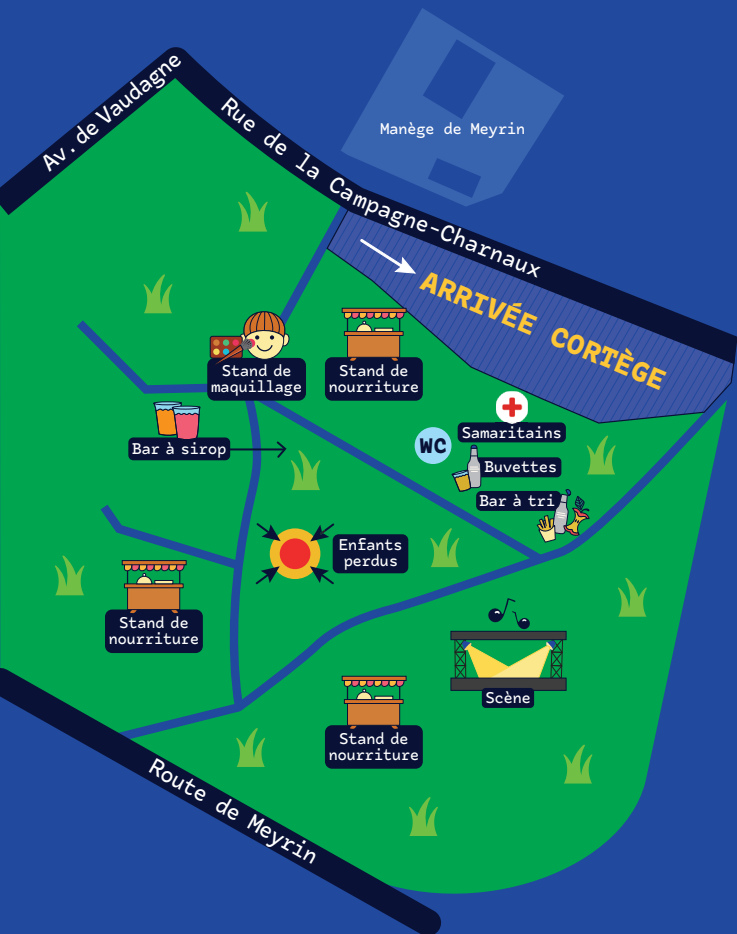 Av. de Vaudagne
Rue de la Campagne-Charnaux
Manège de Meyrin
ARRIVÉE CORTÈGE
Stand de
maquillage
Stand de
nourriture
Samaritains
WC
Bar à sirop
Buvettes
Bar à tri
Enfants
perdus
Stand de
nourriture
Scène
Stand de
nourriture
Route de Meyrin